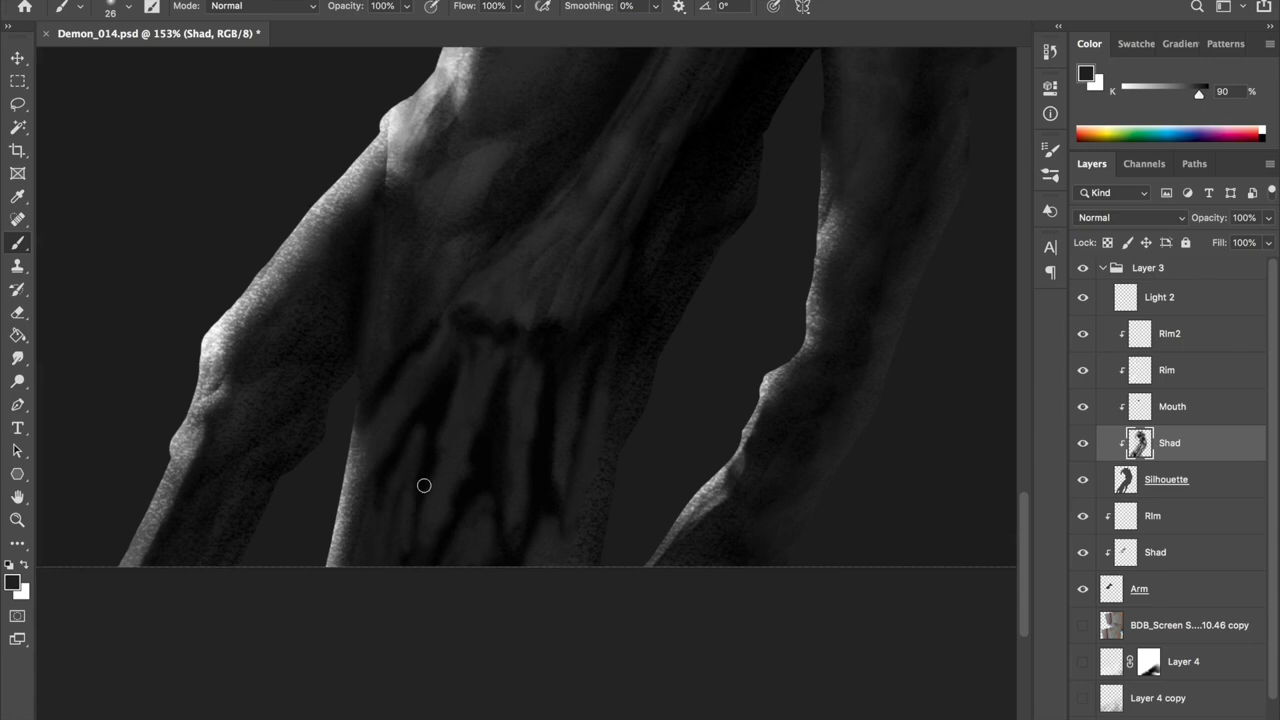 26
Mode: Normal Opacity: 100% Flow: 100% Smoothing: 0% 0°
Demon_014.psd @ 153% (Shad, RGB/8) *
Color Swatche Gradien Patterns
K 90 %
Layers Channels Paths
Kind
Normal Opacity: 100%
Lock: Fill: 100%
Layer 3
Light 2
RIm2
Rim
Mouth
Shad
Silhouette
RIm
Shad
Arm
BDB_Screen S....10.46 copy
Layer 4
Layer 4 copy